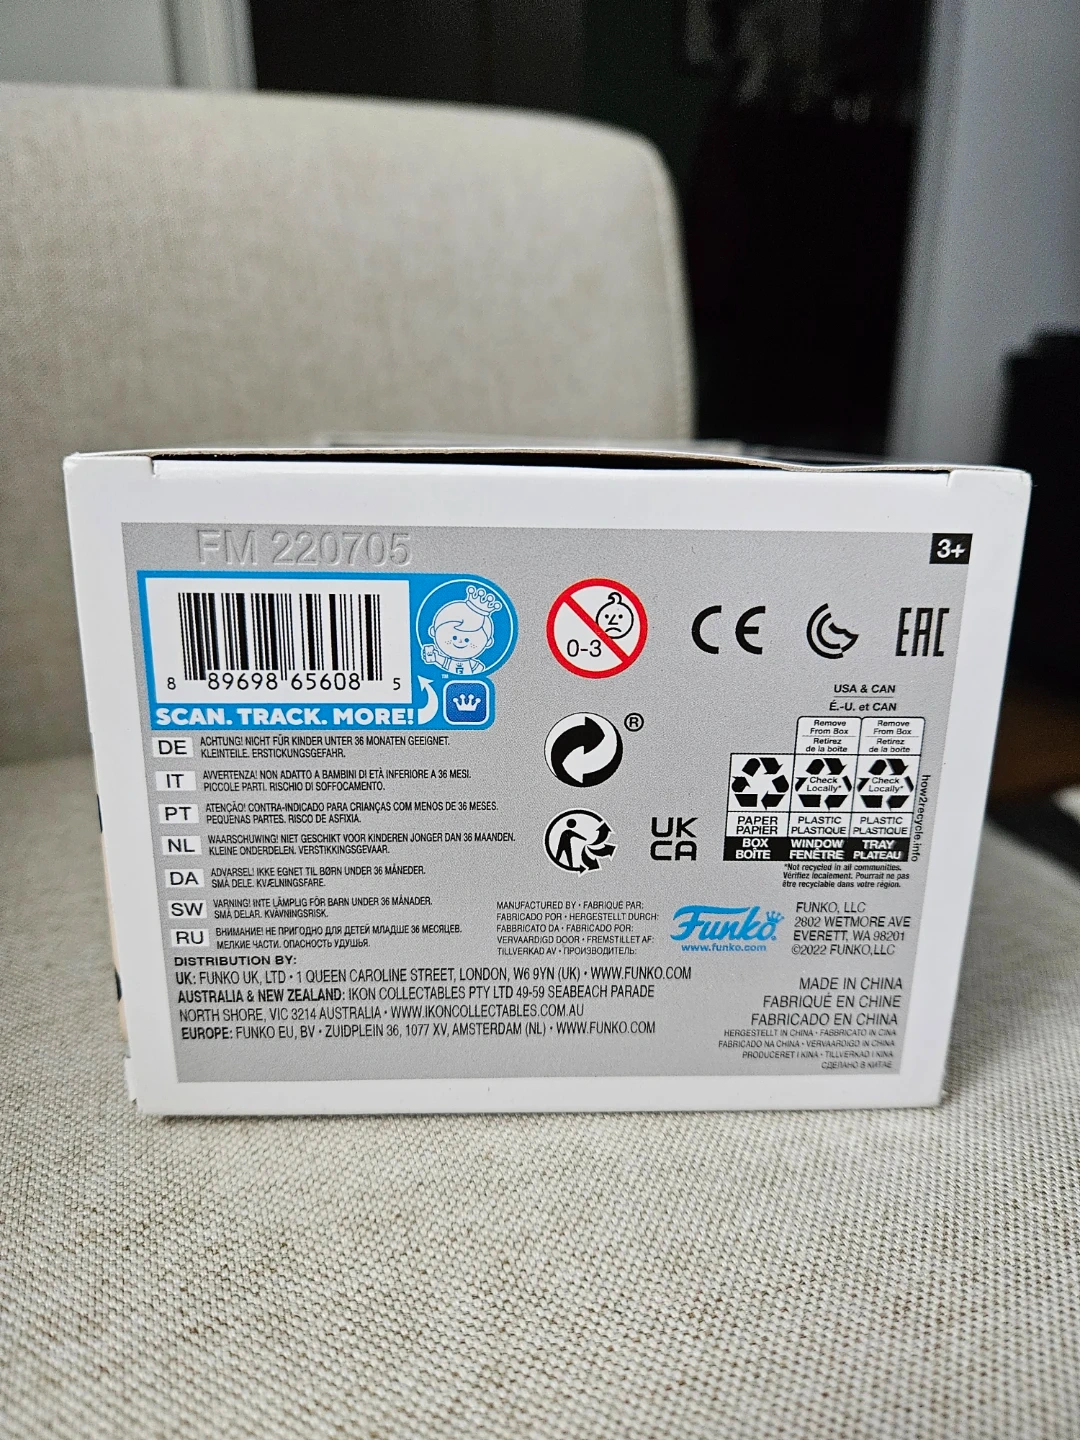 FM 220705
3+
8 89698 65608 5
SCAN. TRACK. MORE!
™
0-3
CE
EAC
®
UK
CA
DE ACHTUNG! NICHT FÜR KINDER UNTER 36 MONATEN GEEIGNET.
KLEINTEILE. ERSTICKUNGSGEFAHR.
IT AVVERTENZA! NON ADATTO A BAMBINI DI ETÀ INFERIORE A 36 MESI.
PICCOLE PARTI. RISCHIO DI SOFFOCAMENTO.
PT ATENÇÃO! CONTRA-INDICADO PARA CRIANÇAS COM MENOS DE 36 MESES.
PEQUENAS PARTES. RISCO DE ASFIXIA.
NL WAARSCHUWING! NIET GESCHIKT VOOR KINDEREN JONGER DAN 36 MAANDEN.
KLEINE ONDERDELEN. VERSTIKKINGSGEVAAR.
DA ADVARSEL! IKKE EGNET TIL BØRN UNDER 36 MÅNEDER.
SMÅ DELE. KVÆLNINGSFARE.
SW VARNING! INTE LÄMPLIG FÖR BARN UNDER 36 MÅNADER.
SMÅ DELAR. KVÄVNINGSRISK.
RU ВНИМАНИЕ! НЕ ПРИГОДНО ДЛЯ ДЕТЕЙ МЛАДШЕ 36 МЕСЯЦЕВ.
МЕЛКИЕ ЧАСТИ. ОПАСНОСТЬ УДУШЬЯ.
USA & CAN
É.-U. et CAN
Remove From Box Retirez de la boîte
Remove From Box Retirez de la boîte
Check Locally*
Check Locally*
PAPER PAPIER
PLASTIC PLASTIQUE
PLASTIC PLASTIQUE
BOX BOÎTE
WINDOW FENÊTRE
TRAY PLATEAU
how2recycle.info
*Not recycled in all communities.
Vérifiez localement. Pourrait ne pas
être recyclable dans votre région.
MANUFACTURED BY • FABRIQUÉ PAR:
FABRICADO POR • HERGESTELLT DURCH:
FABBRICATO DA • FABRICADO POR:
VERVAARDIGD DOOR • FREMSTILLET AF:
TILLVERKAD AV • ПРОИЗВОДИТЕЛЬ:
Funko.
www.funko.com
FUNKO, LLC
2802 WETMORE AVE
EVERETT, WA 98201
©2022 FUNKO,LLC
DISTRIBUTION BY:
UK: FUNKO UK, LTD • 1 QUEEN CAROLINE STREET, LONDON, W6 9YN (UK) • WWW.FUNKO.COM
AUSTRALIA & NEW ZEALAND: IKON COLLECTABLES PTY LTD 49-59 SEABEACH PARADE
NORTH SHORE, VIC 3214 AUSTRALIA • WWW.IKONCOLLECTABLES.COM.AU
EUROPE: FUNKO EU, BV • ZUIDPLEIN 36, 1077 XV, AMSTERDAM (NL) • WWW.FUNKO.COM
MADE IN CHINA
FABRIQUÉ EN CHINE
FABRICADO EN CHINA
HERGESTELLT IN CHINA • FABBRICATO IN CINA
FABRICADO NA CHINA • VERVAARDIGD IN CHINA
PRODUCERET I KINA • TILLVERKAD I KINA
СДЕЛАНО В КИТАЕ